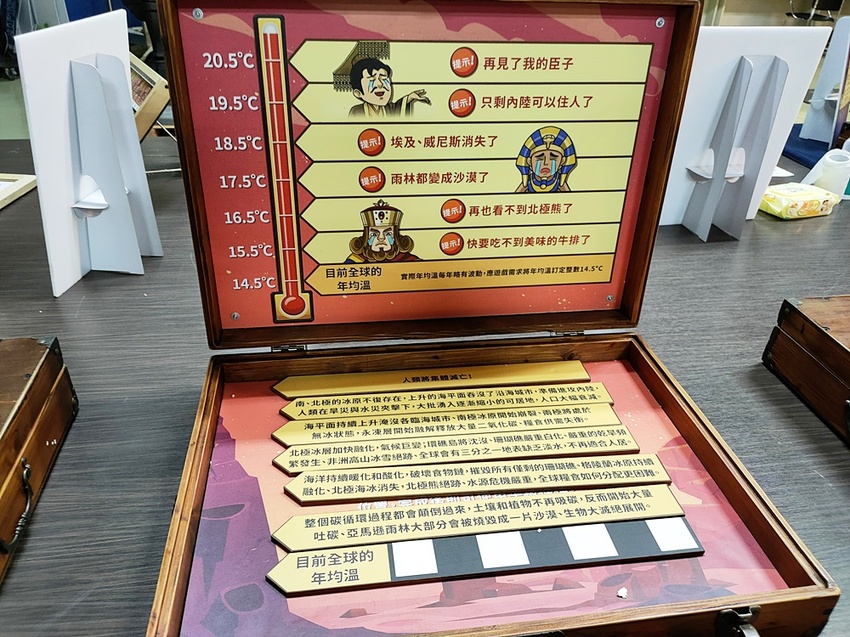 20.5℃
提示! 再見了我的臣子
19.5℃
提示! 只剩內陸可以住人了
18.5℃
提示! 埃及、威尼斯消失了
17.5℃
提示! 雨林都變成沙漠了
16.5℃
提示! 再也看不到北極熊了
15.5℃
提示! 快要吃不到美味的牛排了
14.5℃
目前全球的
年均溫
實際年均溫每年略有波動，應遊戲需求將年均溫訂定整數14.5℃
人類將集體滅亡!
南、北極的冰原不復存在，上升的海平面吞沒了沿海城市，準備進攻內陸。
人類在旱災與水災夾擊下，大批湧入逐漸縮小的可居地，人口大幅衰減。
海平面持續上升淹沒各臨海城市、南極冰原開始崩裂、兩極將處於
無冰狀態，永凍層開始融解釋放大量二氧化碳，糧食供需失衡。
北極冰層加快融化，氣候巨變；環礁島將沈沒、珊瑚礁嚴重白化，嚴重的乾旱頻
繁發生、非洲高山冰雪絕跡、全球會有三分之一地表缺乏淡水，不再適合人居。
海洋持續暖化和酸化，破壞食物鏈，摧毀所有僅剩的珊瑚礁、格陵蘭冰原持續
融化、北極海冰消失，北極熊絕跡、水源危機嚴重，全球糧食如何分配更困難。
整個碳循環過程都會顛倒過來，土壤和植物不再吸碳，反而開始大量
吐碳、亞馬遜雨林大部分會被燒毀成一片沙漠、生物大滅絕展開。
目前全球的
年均溫